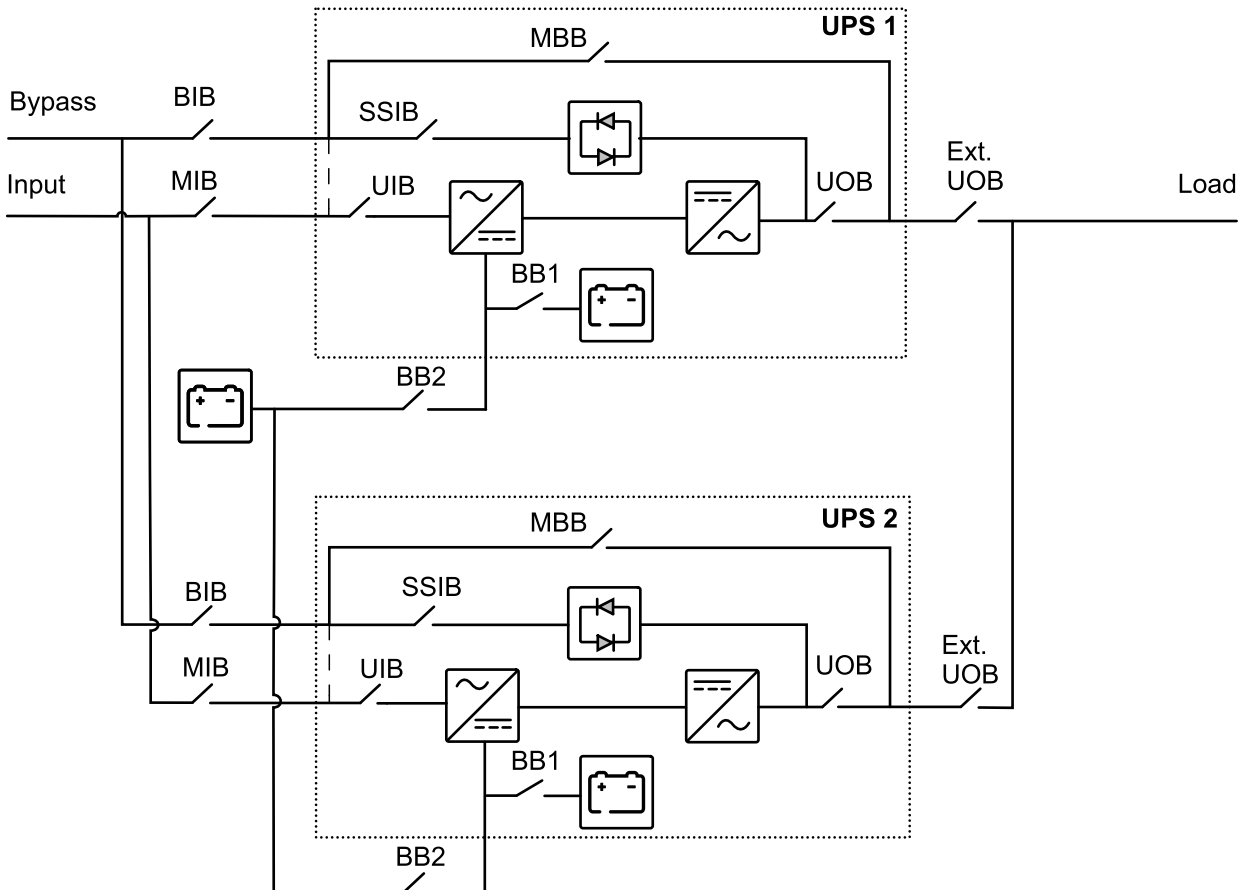 UPS 1
MBB
Bypass
BIB
SSIB
Input
MIB
UIB
UOB
Ext.
UOB
Load
BB1
BB2
UPS 2
MBB
BIB
SSIB
MIB
UIB
UOB
Ext.
UOB
BB1
BB2